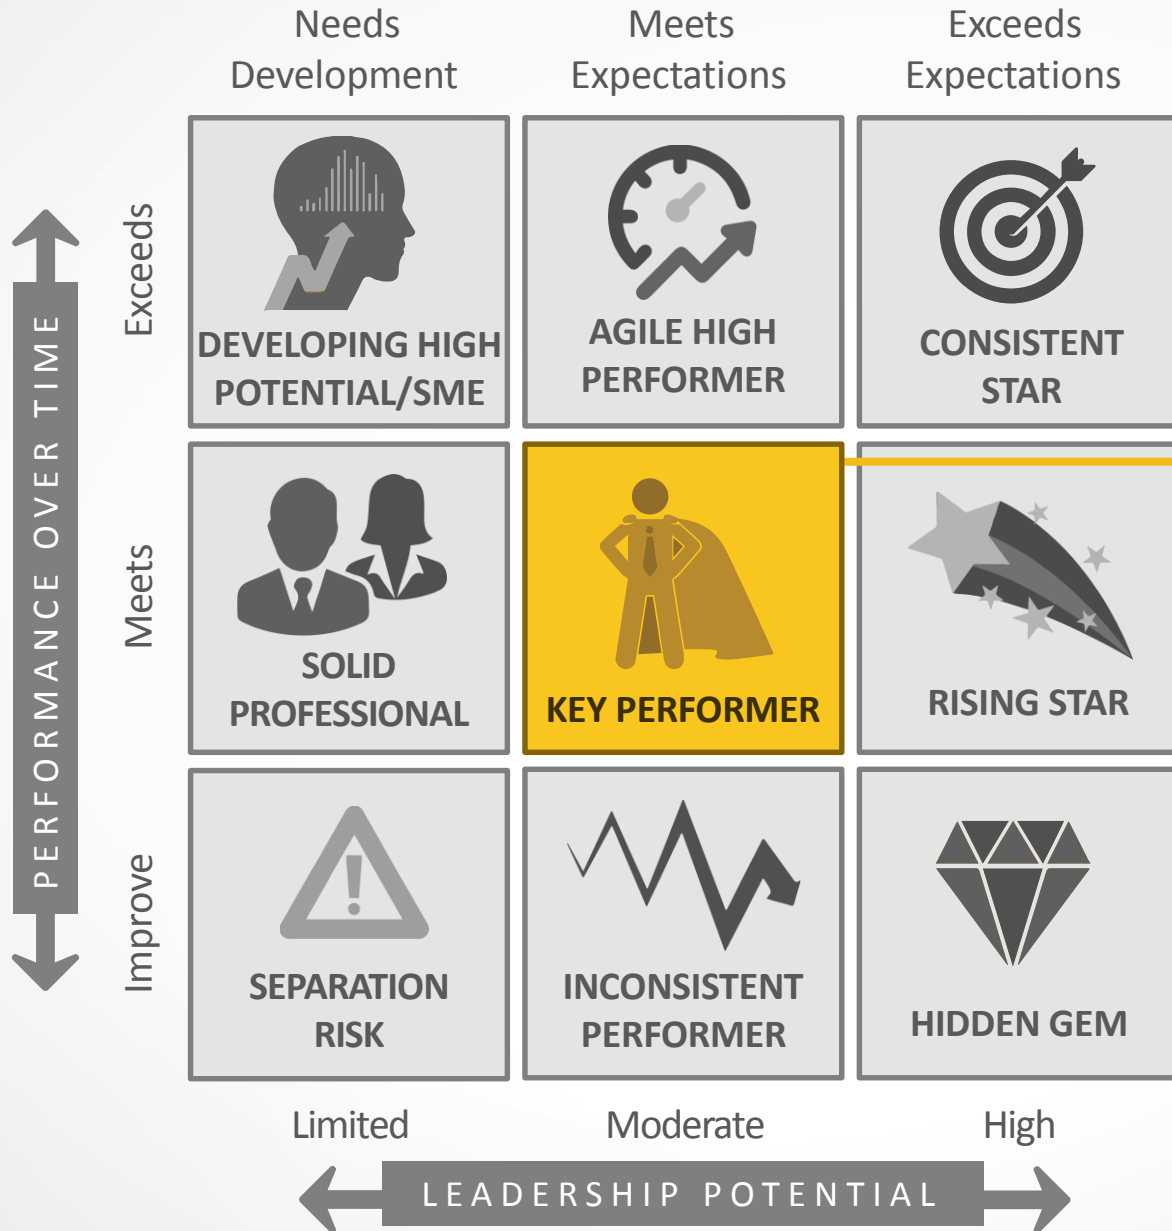 Needs
Development
Meets
Expectations
Exceeds
Expectations
PERFORMANCE OVER TIME
Exceeds
DEVELOPING HIGH
POTENTIAL/SME
AGILE HIGH
PERFORMER
CONSISTENT
STAR
Meets
SOLID
PROFESSIONAL
KEY PERFORMER
RISING STAR
Improve
SEPARATION
RISK
INCONSISTENT
PERFORMER
HIDDEN GEM
Limited
Moderate
High
LEADERSHIP POTENTIAL